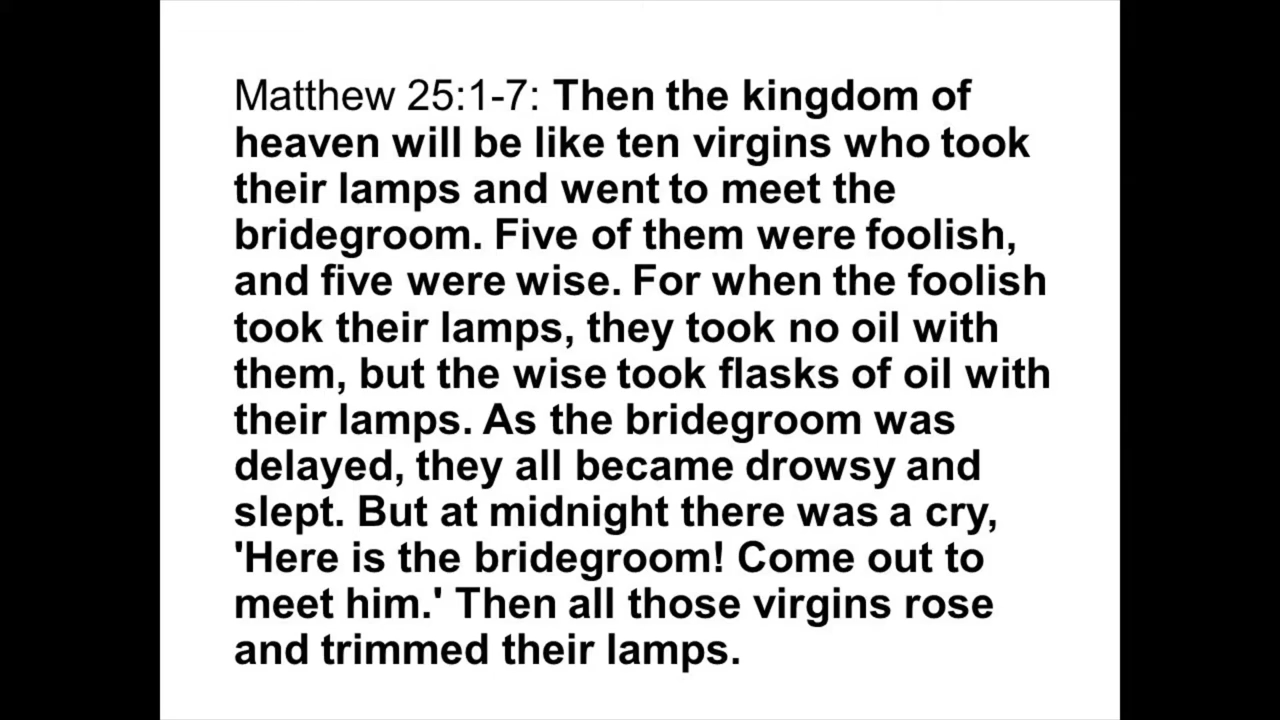 Matthew 25:1-7: Then the kingdom of
heaven will be like ten virgins who took
their lamps and went to meet the
bridegroom. Five of them were foolish,
and five were wise. For when the foolish
took their lamps, they took no oil with
them, but the wise took flasks of oil with
their lamps. As the bridegroom was
delayed, they all became drowsy and
slept. But at midnight there was a cry,
'Here is the bridegroom! Come out to
meet him.' Then all those virgins rose
and trimmed their lamps.